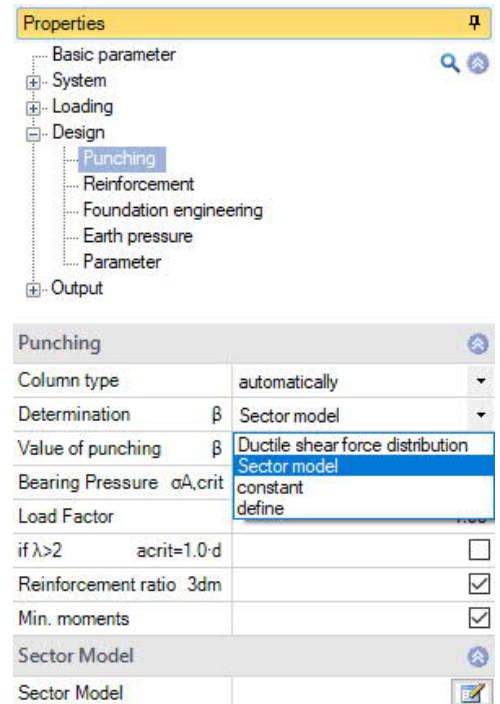 Properties
Basic parameter
System
Loading
Design
Punching
Reinforcement
Foundation engineering
Earth pressure
Parameter
Output
Punching
Column type automatically
Determination β Sector model
Value of punching β Ductile shear force distribution
Sector model
Bearing Pressure σA,crit constant
define
Load Factor
if λ>2 acrit=1.0·d
Reinforcement ratio 3dm
Min. moments
Sector Model
Sector Model